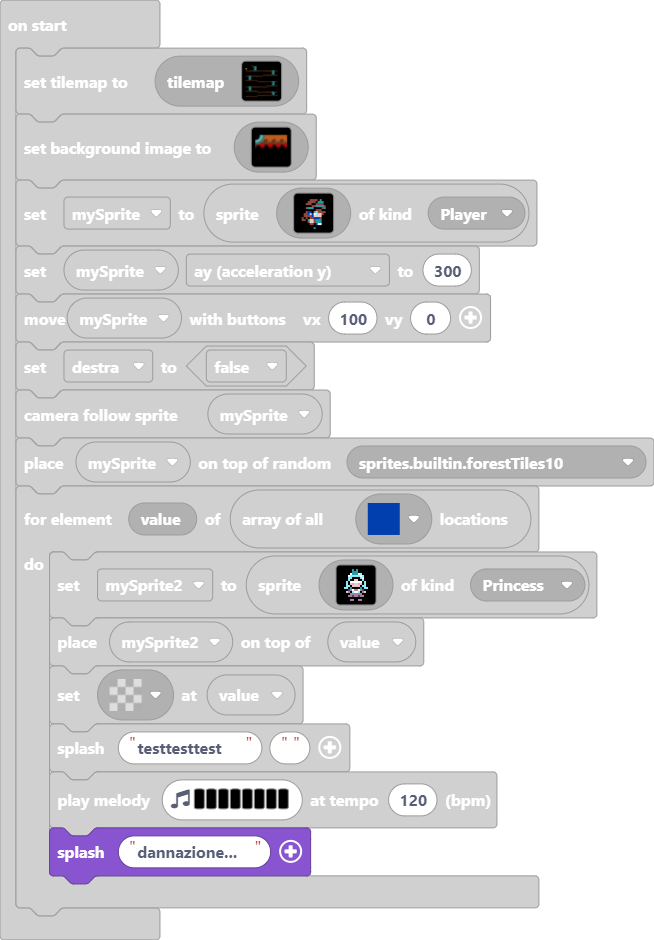 on start
set tilemap to tilemap
set background image to
set mySprite to sprite of kind Player
set mySprite ay (acceleration y) to 300
move mySprite with buttons vx 100 vy 0
set destra to false
camera follow sprite mySprite
place mySprite on top of random sprites.builtin.forestTiles10
for element value of array of all locations
do
set mySprite2 to sprite of kind Princess
place mySprite2 on top of value
set at value
splash "testtesttest" " "
play melody at tempo 120 (bpm)
splash "dannazione..."